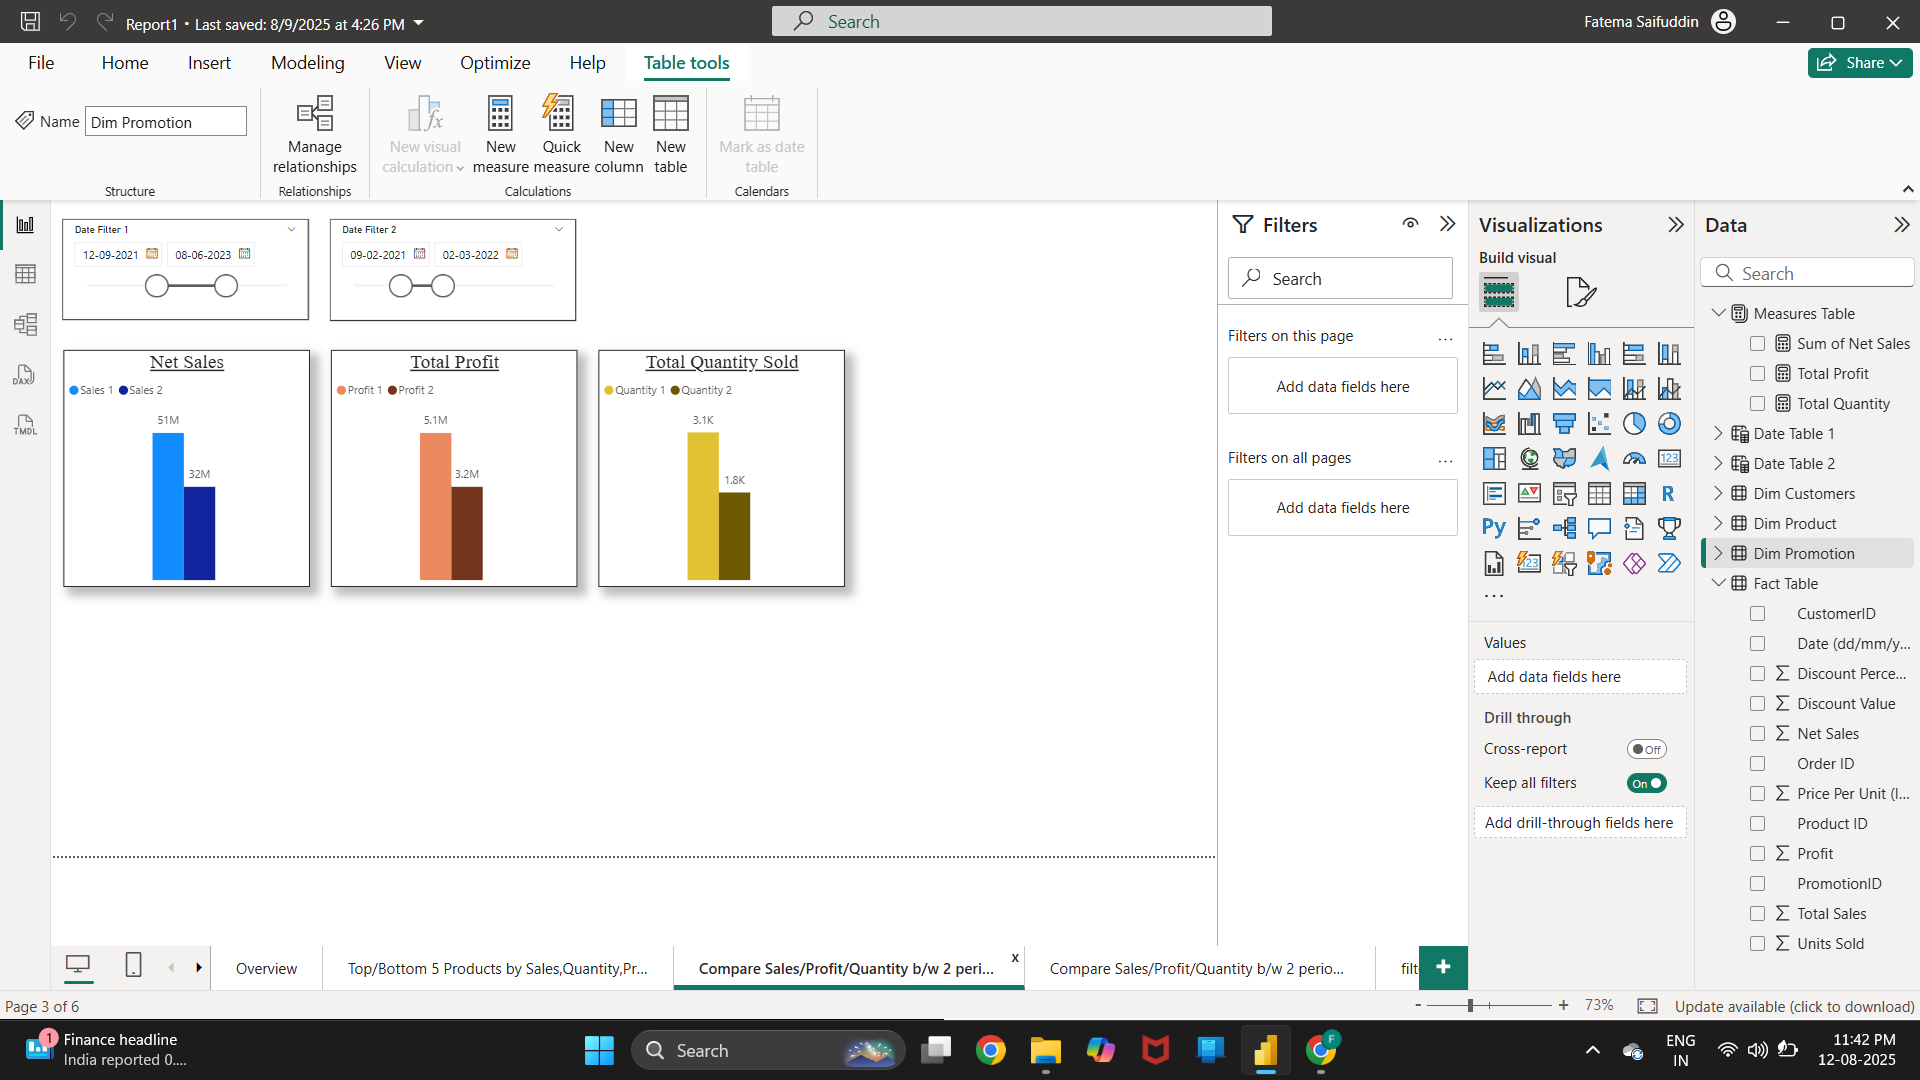 Report1 • Last saved: 8/9/2025 at 4:26 PM
Search
Fatema Saifuddin
File
Home
Insert
Modeling
View
Optimize
Help
Table tools
Share
Name
Dim Promotion
Structure
Manage relationships
Relationships
New visual calculation
New measure
Quick measure
New column
New table
Calculations
Mark as date table
Calendars
Date Filter 1
12-09-2021
08-06-2023
Date Filter 2
09-02-2021
02-03-2022
Net Sales
Sales 1
Sales 2
51M
32M
Total Profit
Profit 1
Profit 2
5.1M
3.2M
Total Quantity Sold
Quantity 1
Quantity 2
3.1K
1.8K
Filters
Search
Filters on this page
...
Add data fields here
Filters on all pages
...
Add data fields here
Visualizations
Build visual
123
R
Py
123
...
Values
Add data fields here
Drill through
Cross-report
Off
Keep all filters
On
Add drill-through fields here
Data
Search
Measures Table
Sum of Net Sales
Total Profit
Total Quantity
Date Table 1
Date Table 2
Dim Customers
Dim Product
Dim Promotion
Fact Table
CustomerID
Date (dd/mm/y...
Discount Perce...
Discount Value
Net Sales
Order ID
Price Per Unit (I...
Product ID
Profit
PromotionID
Total Sales
Units Sold
DAX
TMDL
Overview
Top/Bottom 5 Products by Sales,Quantity,Pr...
Compare Sales/Profit/Quantity b/w 2 peri...
x
Compare Sales/Profit/Quantity b/w 2 perio...
filt
+
Page 3 of 6
-
+
73%
Update available (click to download)
1
Finance headline
India reported 0....
Search
F
ENG
IN
11:42 PM
12-08-2025